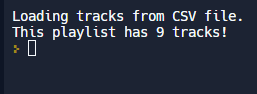 Loading tracks from CSV file.
This playlist has 9 tracks!
>